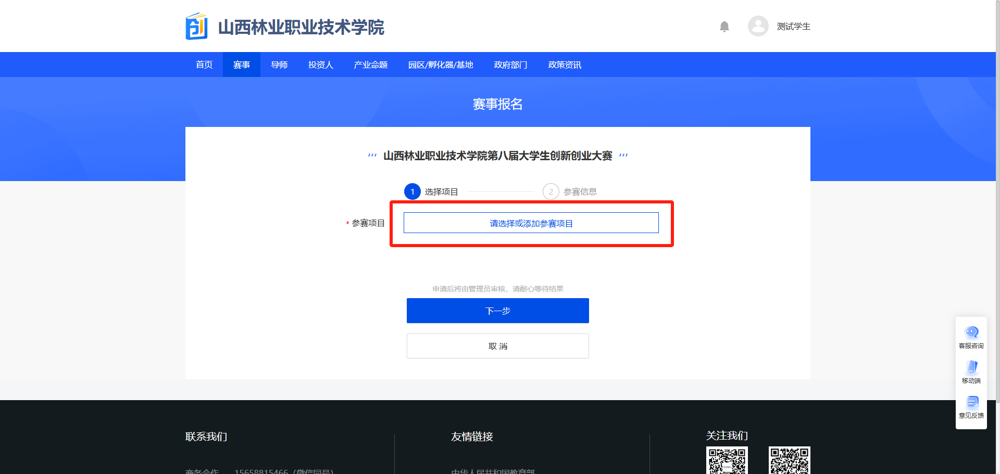 山西林业职业技术学院
测试学生
首页 赛事 导师 投资人 产业命题 园区/孵化器/基地 政府部门 政策资讯
赛事报名
山西林业职业技术学院第八届大学生创新创业大赛
1 选择项目 2 参赛信息
* 参赛项目 请选择或添加参赛项目
申请后将由管理员审核，请耐心等待结果
下一步
取 消
客服咨询
移动端
意见反馈
联系我们 友情链接 关注我们
商务合作 15658815466（微信同号） 中华人民共和国教育部